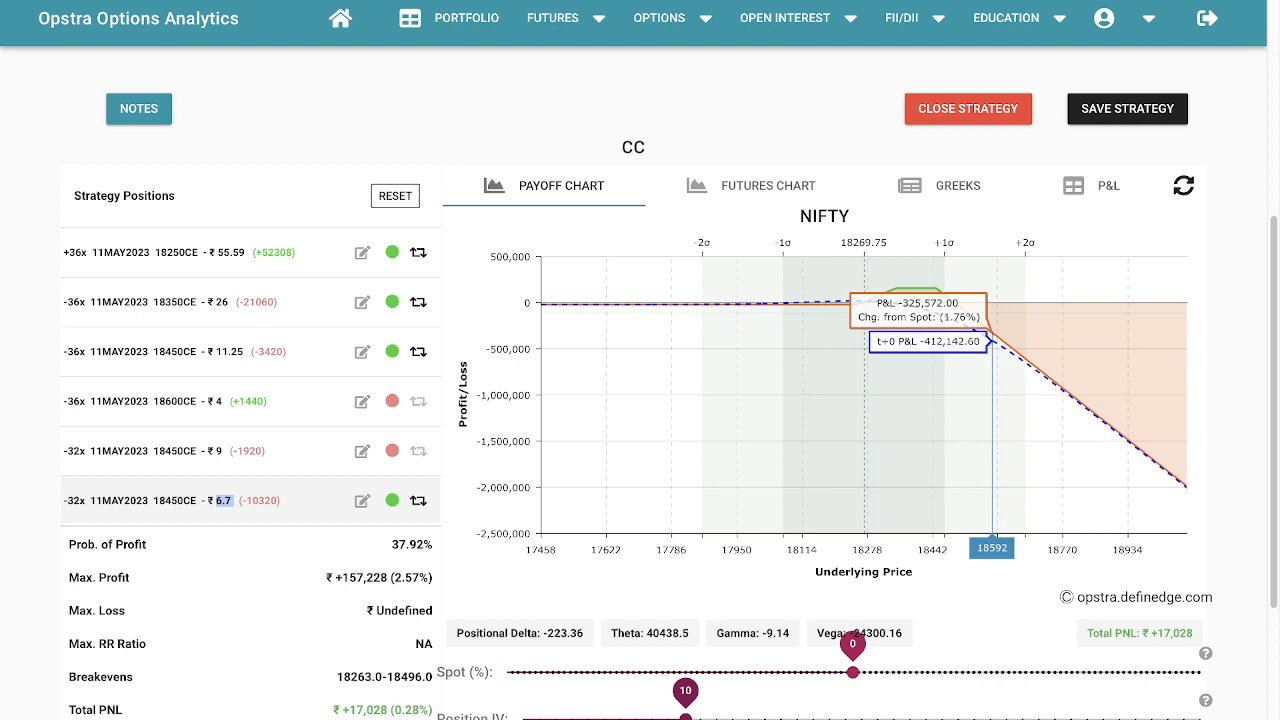 Opstra Options Analytics
PORTFOLIO FUTURES OPTIONS OPEN INTEREST FII/DII EDUCATION
NOTES
CLOSE STRATEGY SAVE STRATEGY
CC
Strategy Positions
RESET
+36x 11MAY2023 18250CE - ₹ 55.59 (+52308)
-36x 11MAY2023 18350CE - ₹ 26 (-21060)
-36x 11MAY2023 18450CE - ₹ 11.25 (-3420)
-36x 11MAY2023 18600CE - ₹ 4 (+1440)
-32x 11MAY2023 18450CE - ₹ 9 (-1920)
-32x 11MAY2023 18450CE - ₹ 6.7 (-10320)
Prob. of Profit 37.92%
Max. Profit ₹ +157,228 (2.57%)
Max. Loss ₹ Undefined
Max. RR Ratio NA
Breakevens 18263.0-18496.0
Total PNL ₹ +17,028 (0.28%)
PAYOFF CHART FUTURES CHART GREEKS P&L
NIFTY
-2σ -1σ 18269.75 +1σ +2σ
500,000
0
-500,000
-1,000,000
-1,500,000
-2,000,000
-2,500,000
Profit/Loss
P&L -325,572.00
Chg. from Spot: (1.76%)
t+0 P&L -412,142.60
17458 17622 17786 17950 18114 18278 18442 18592 18770 18934
Underlying Price
© opstra.definedge.com
Positional Delta: -223.36 Theta: 40438.5 Gamma: -9.14 Vega: -24300.16 Total PNL: ₹ +17,028
0
Spot (%):
10
Position IV: